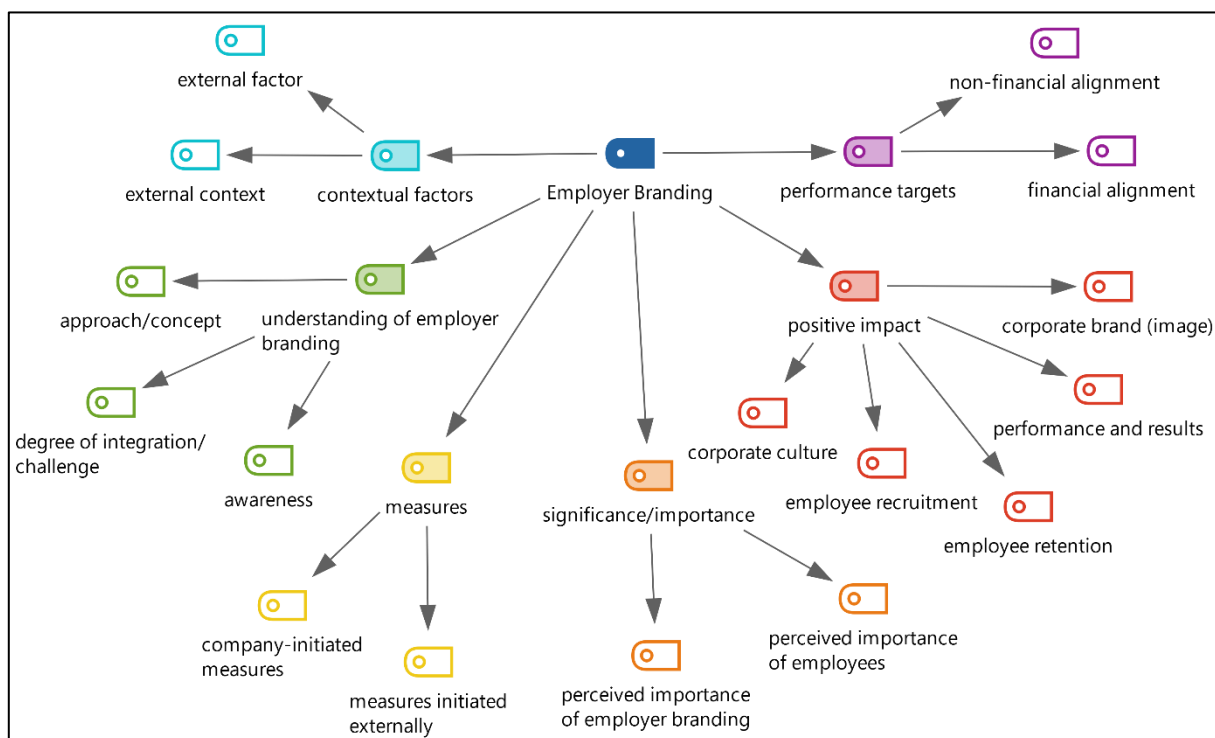 external factor
non-financial alignment
external context
contextual factors
Employer Branding
performance targets
financial alignment
approach/concept
understanding of employer
branding
positive impact
corporate brand (image)
degree of integration/
challenge
awareness
measures
significance/importance
corporate culture
employee recruitment
performance and results
employee retention
company-initiated
measures
measures initiated
externally
perceived importance
of employer branding
perceived importance
of employees